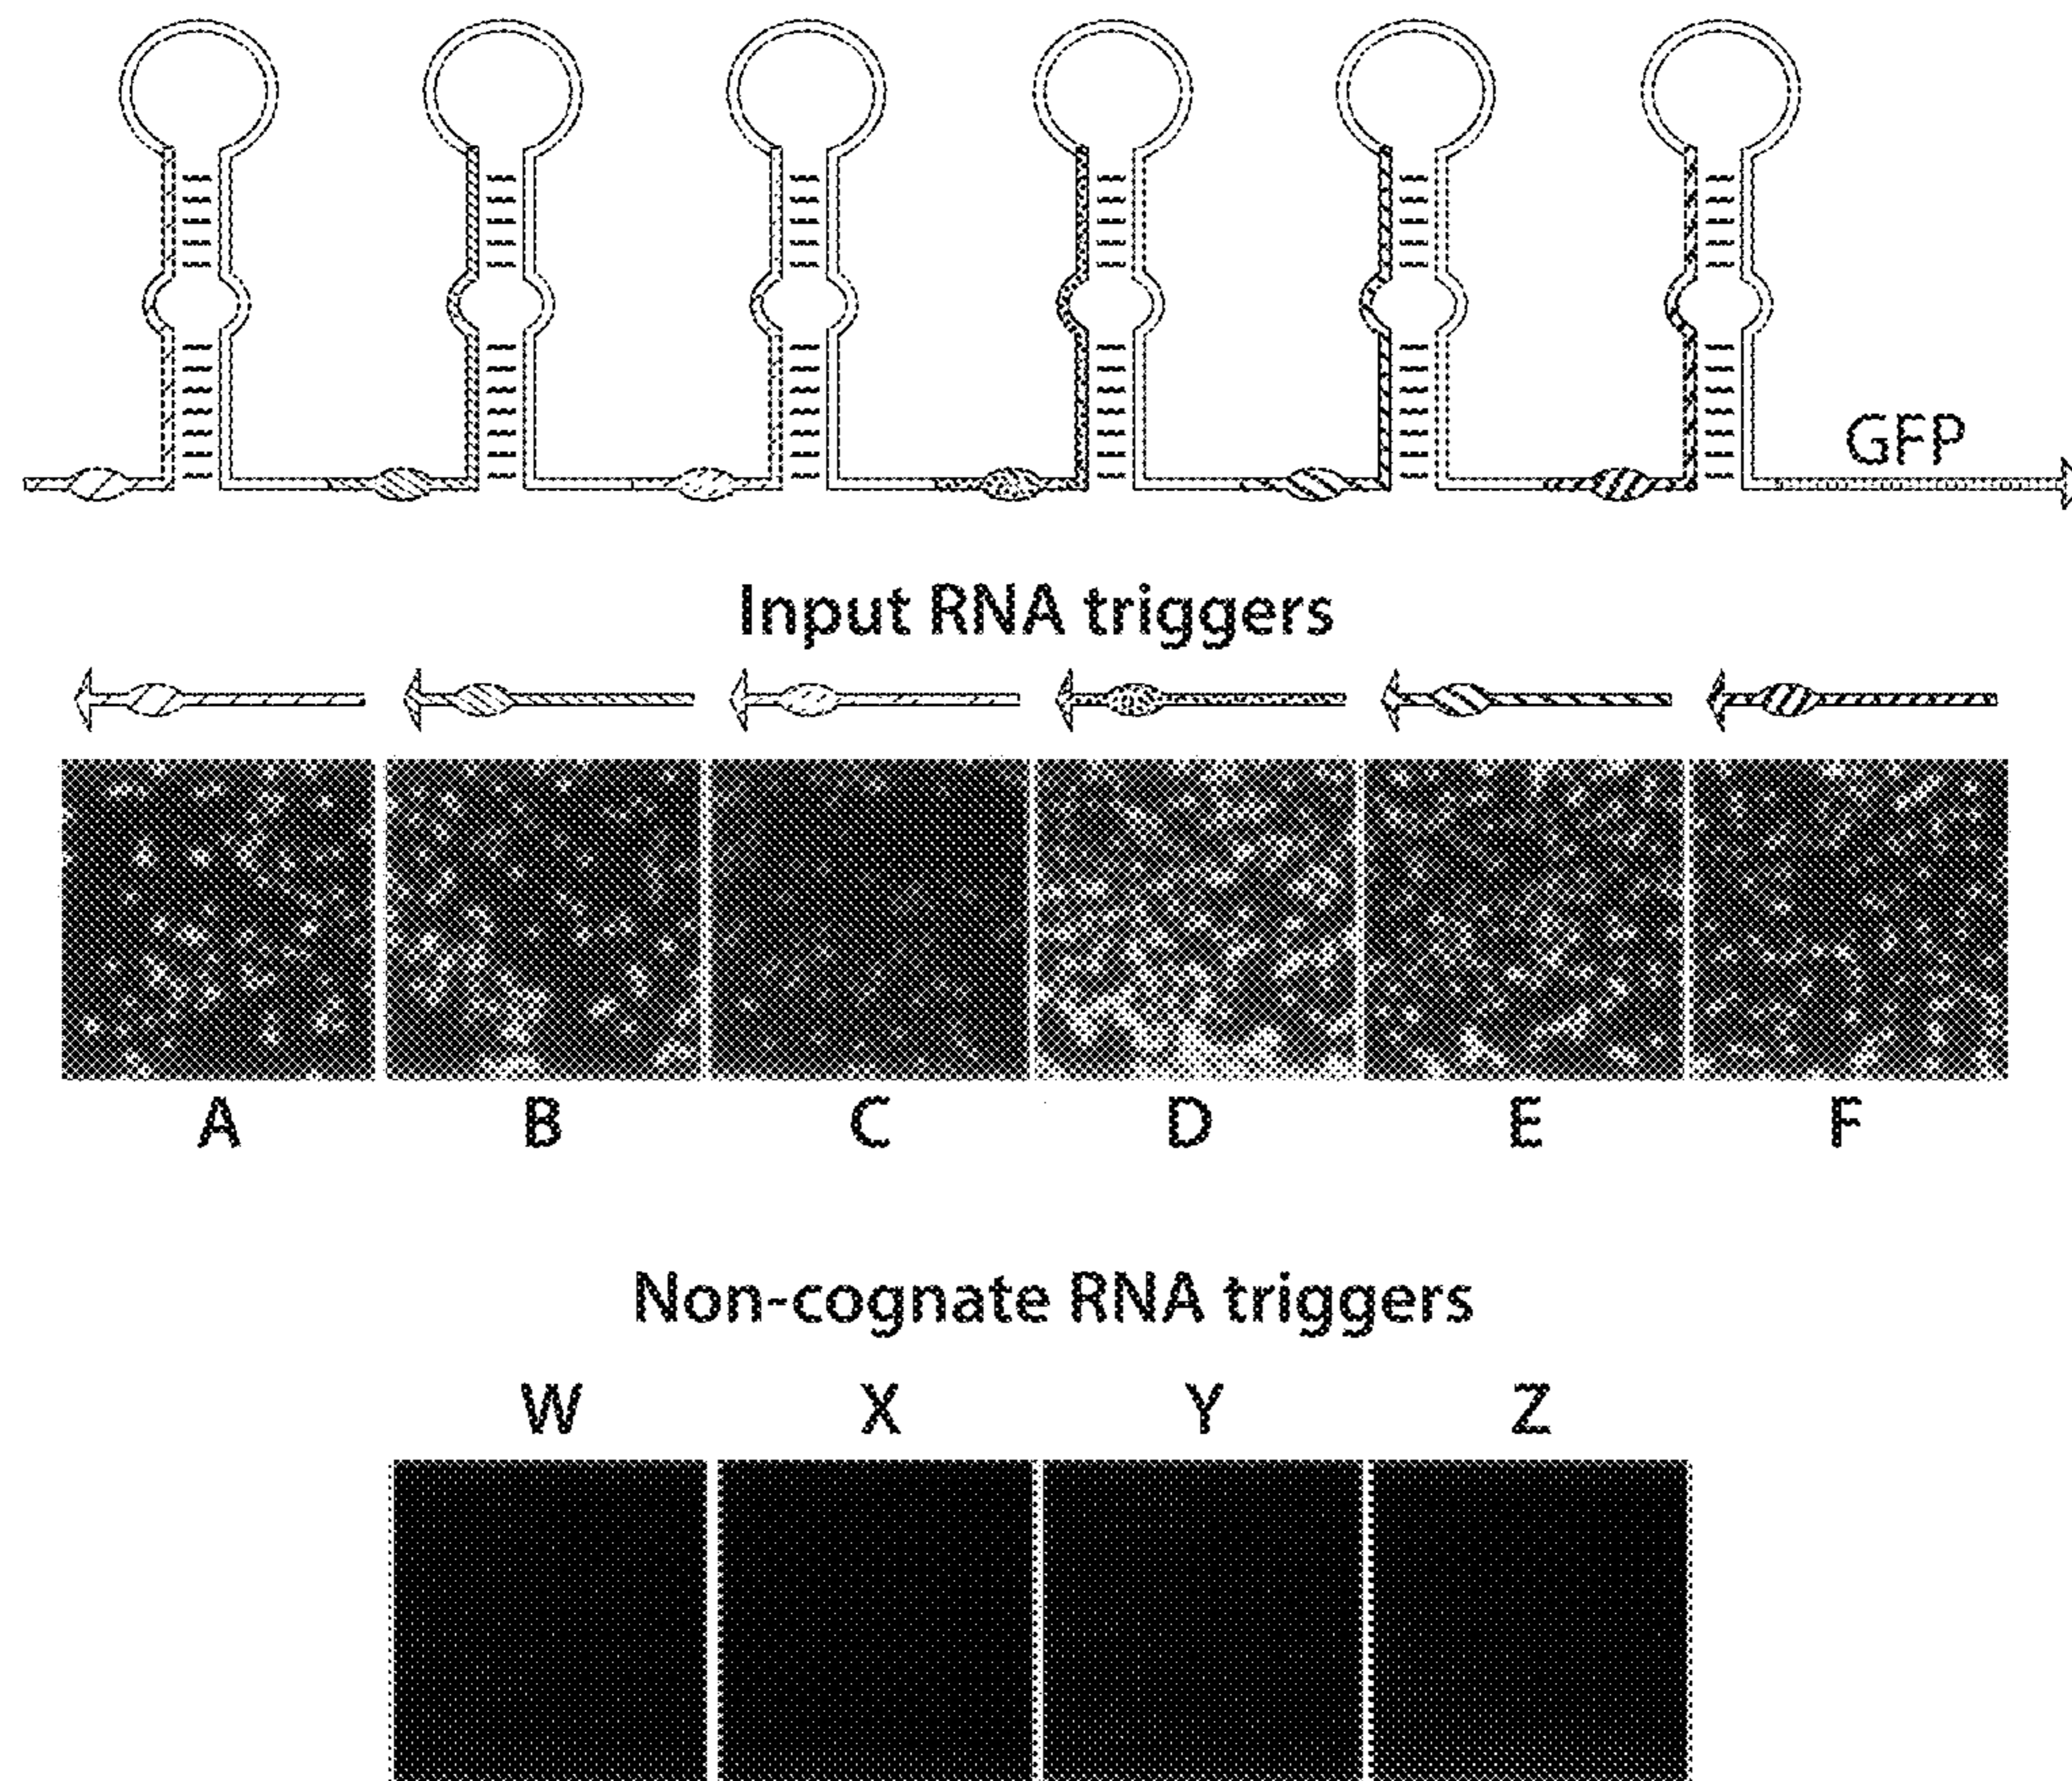 GFP
Input RNA triggers
A B C D E F
Non-cognate RNA triggers
W X Y Z